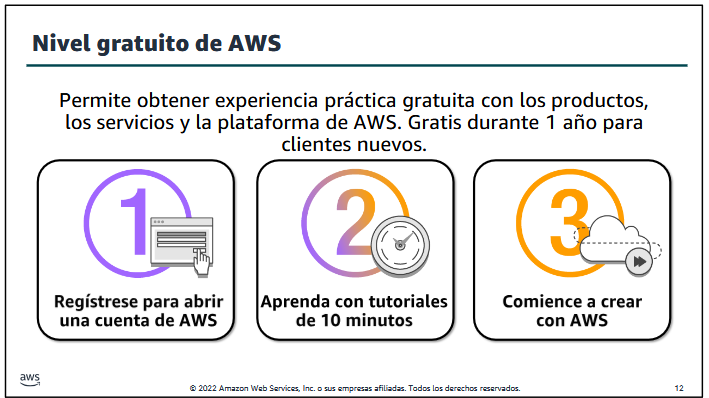 Nivel gratuito de AWS
Permite obtener experiencia práctica gratuita con los productos,
los servicios y la plataforma de AWS. Gratis durante 1 año para
clientes nuevos.
1
Regístrese para abrir
una cuenta de AWS
2
Aprenda con tutoriales
de 10 minutos
3
Comience a crear
con AWS
aws
© 2022 Amazon Web Services, Inc. o sus empresas afiliadas. Todos los derechos reservados.
12